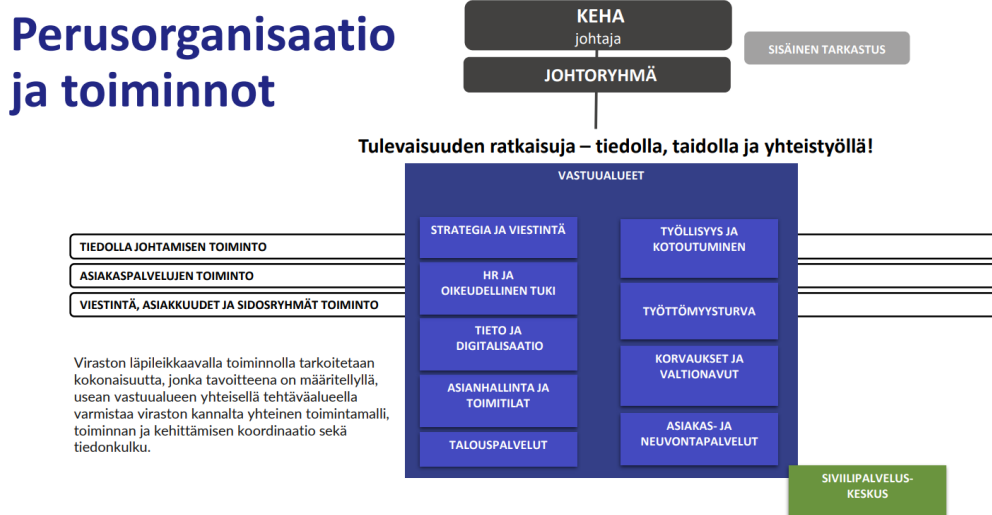 Perusorganisaatio
ja toiminnot
KEHA
johtaja
SISÄINEN TARKASTUS
JOHTORYHMÄ
Tulevaisuuden ratkaisuja – tiedolla, taidolla ja yhteistyöllä!
VASTUUALUEET
STRATEGIA JA VIESTINTÄ
HR JA
OIKEUDELLINEN TUKI
TIETO JA
DIGITALISAATIO
ASIANHALLINTA JA
TOIMITILAT
TALOUSPALVELUT
TYÖLLISYYS JA
KOTOUTUMINEN
TYÖTTÖMYYSTURVA
KORVAUKSET JA
VALTIONAVUT
ASIAKAS- JA
NEUVONTAPALVELUT
TIEDOLLA JOHTAMISEN TOIMINTO
ASIAKASPALVELUJEN TOIMINTO
VIESTINTÄ, ASIAKKUUDET JA SIDOSRYHMÄT TOIMINTO
Viraston läpileikkaavalla toiminnolla tarkoitetaan
kokonaisuutta, jonka tavoitteena on määritellyllä,
usean vastuualueen yhteisellä tehtäväalueella
varmistaa viraston kannalta yhteinen toimintamalli,
toiminnan ja kehittämisen koordinaatio sekä
tiedonkulku.
SIVIILIPALVELUS-
KESKUS